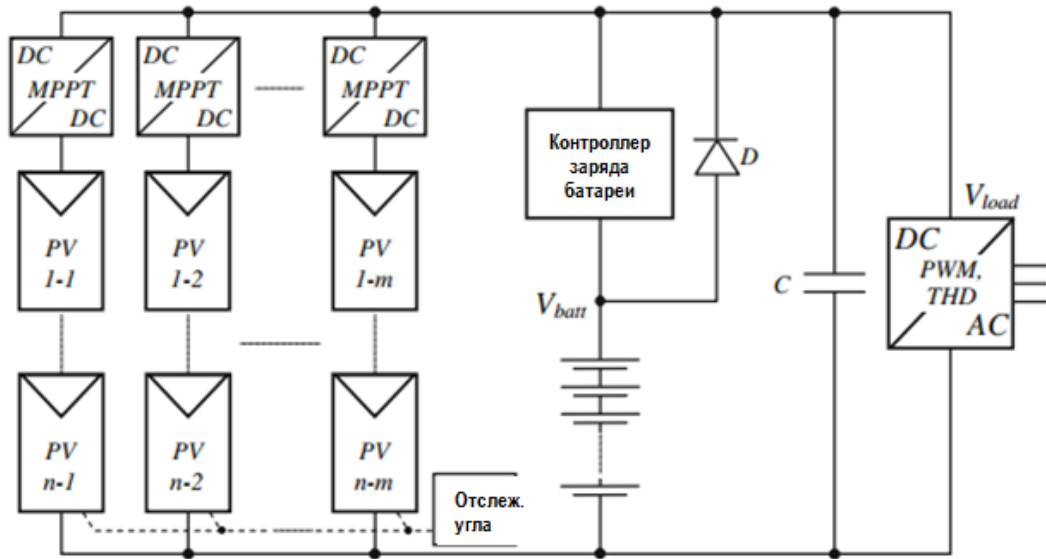 DC
MPPT
DC
DC
MPPT
DC
DC
MPPT
DC
Контроллер
заряда
батареи
D
V_load
DC
PWM,
THD
AC
PV
1-1
PV
1-2
PV
1-m
C
V_batt
PV
n-1
PV
n-2
PV
n-m
Отслеж.
угла